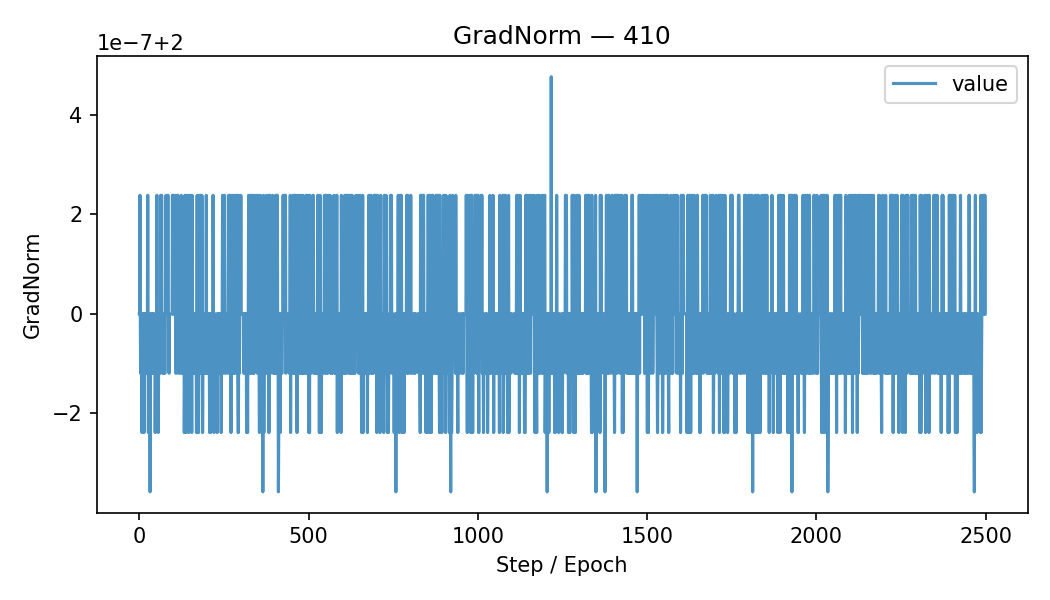 GradNorm — 410
1e−7+2
value
4
2
0
−2
GradNorm
0 500 1000 1500 2000 2500
Step / Epoch